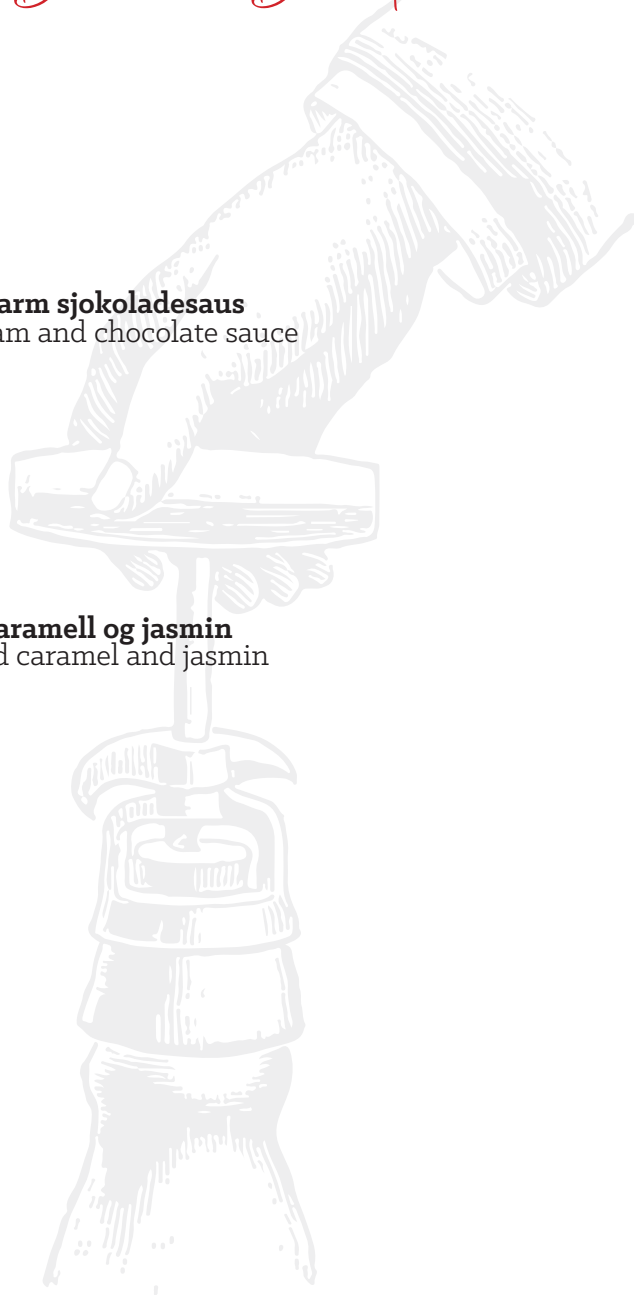 arm sjokoladesaus
am and chocolate sauce
aramell og jasmin
d caramel and jasmin